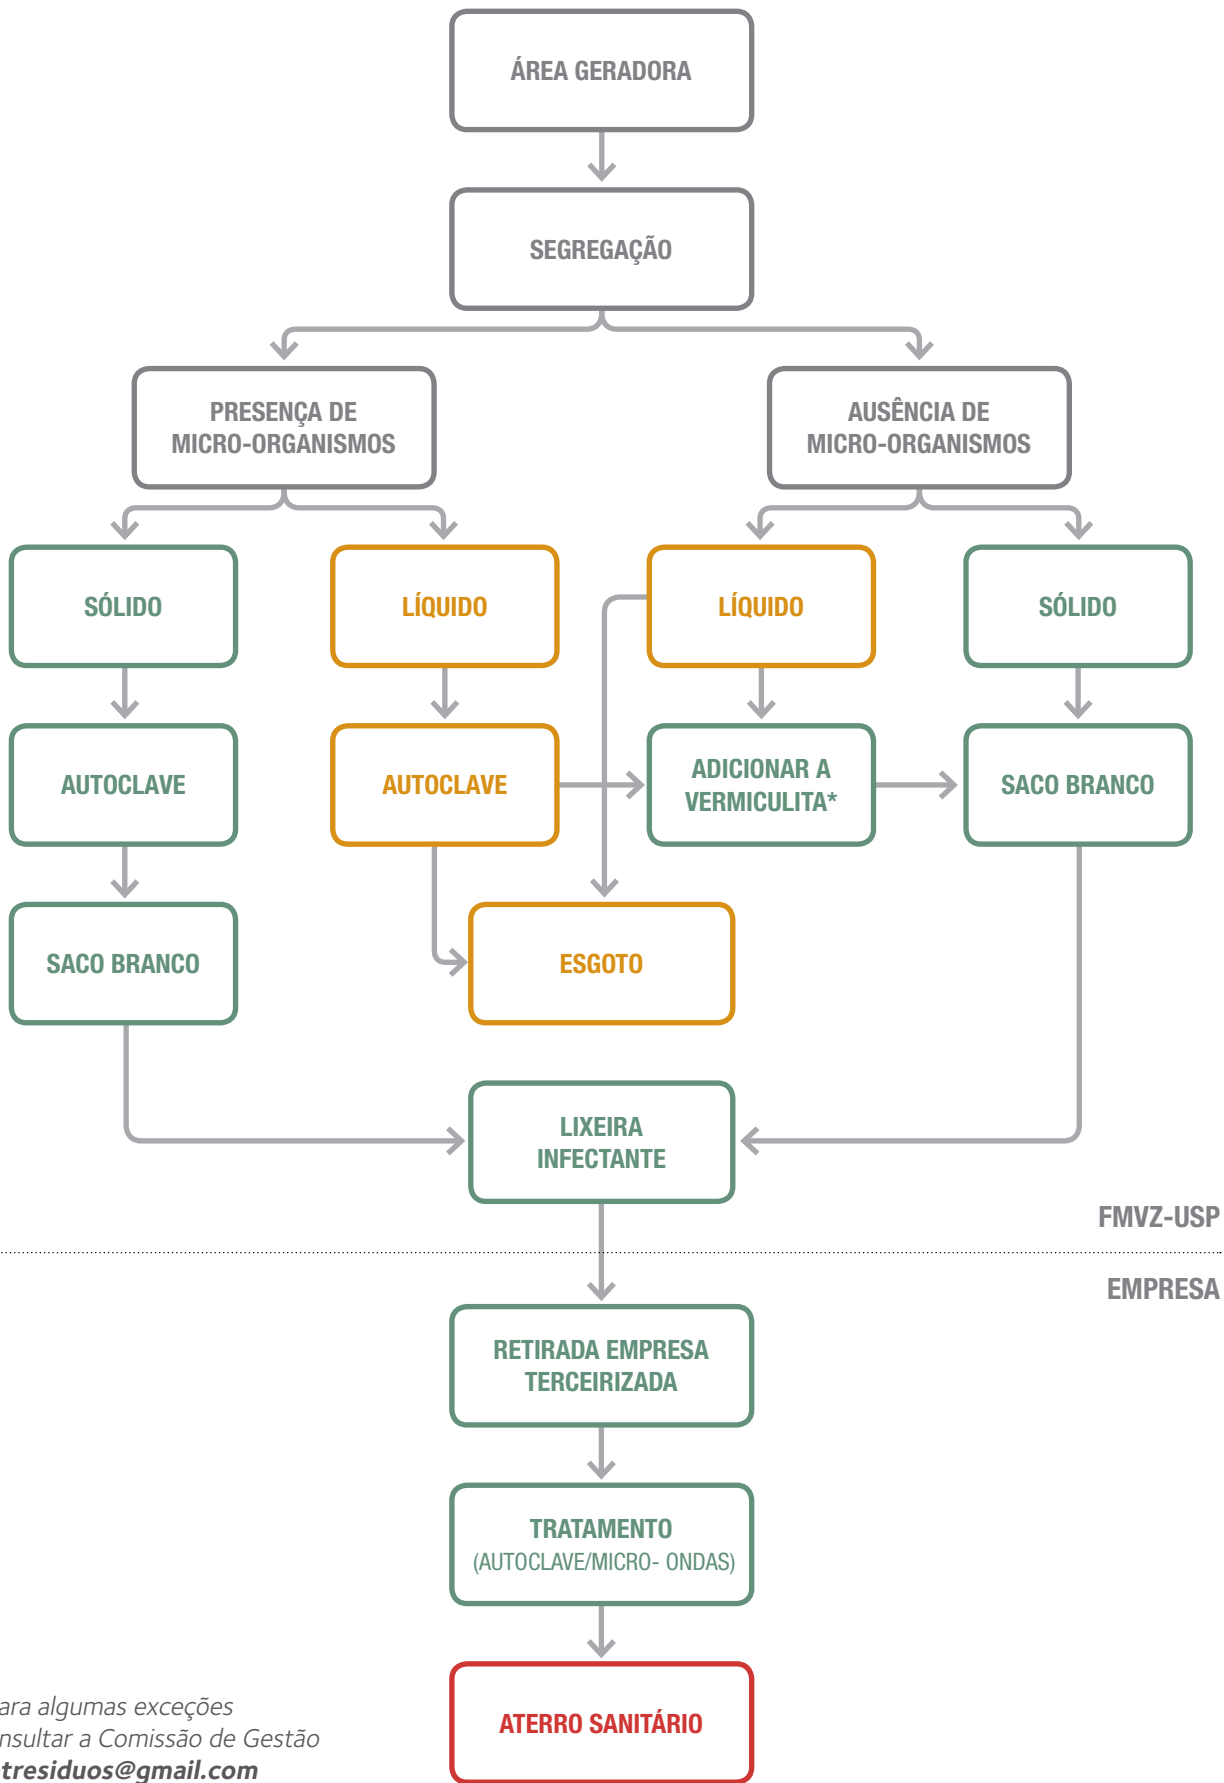 ÁREA GERADORA
SEGREGAÇÃO
PRESENÇA DE
MICRO-ORGANISMOS
AUSÊNCIA DE
MICRO-ORGANISMOS
SÓLIDO
LÍQUIDO
LÍQUIDO
SÓLIDO
AUTOCLAVE
AUTOCLAVE
ADICIONAR A
VERMICULITA*
SACO BRANCO
SACO BRANCO
ESGOTO
LIXEIRA
INFECTANTE
FMVZ-USP
EMPRESA
RETIRADA EMPRESA
TERCEIRIZADA
TRATAMENTO
(AUTOCLAVE/MICRO- ONDAS)
ATERRO SANITÁRIO
ara algumas exceções
nsultar a Comissão de Gestão
tresiduos@gmail.com